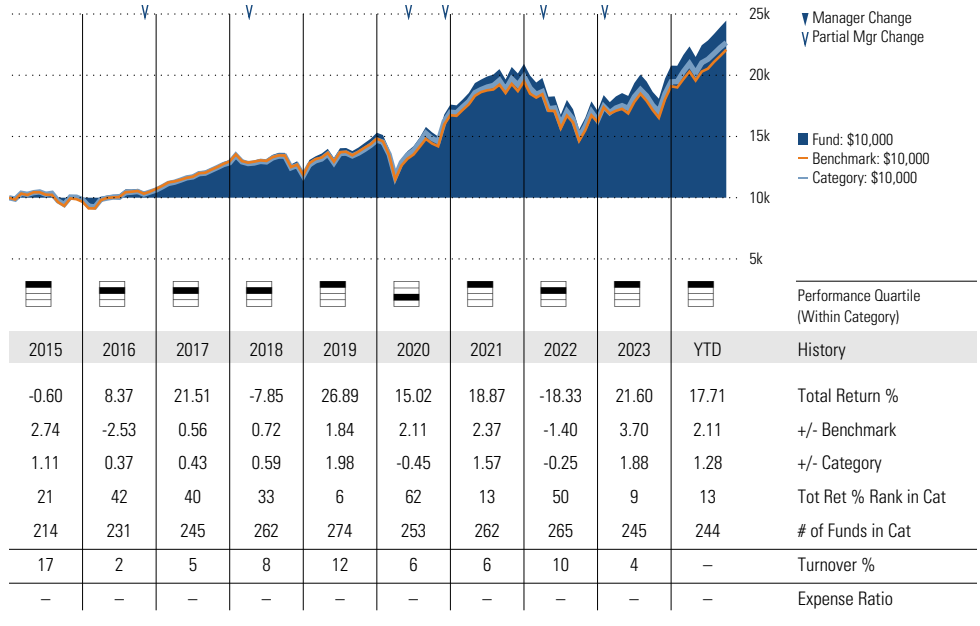 25k
20k
15k
10k
5k
Manager Change
Partial Mgr Change
Fund: $10,000
Benchmark: $10,000
Category: $10,000
Performance Quartile
(Within Category)
2015 2016 2017 2018 2019 2020 2021 2022 2023 YTD History
-0.60 8.37 21.51 -7.85 26.89 15.02 18.87 -18.33 21.60 17.71 Total Return %
2.74 -2.53 0.56 0.72 1.84 2.11 2.37 -1.40 3.70 2.11 +/- Benchmark
1.11 0.37 0.43 0.59 1.98 -0.45 1.57 -0.25 1.88 1.28 +/- Category
21 42 40 33 6 62 13 50 9 13 Tot Ret % Rank in Cat
214 231 245 262 274 253 262 265 245 244 # of Funds in Cat
17 2 5 8 12 6 6 10 4 – Turnover %
– – – – – – – – – – Expense Ratio